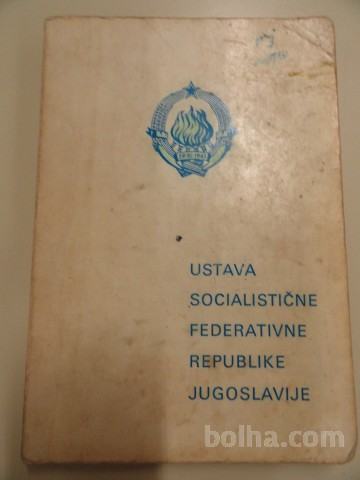 USTAVA
SOCIALISTIČNE
FEDERATIVNE
REPUBLIKE
JUGOSLAVIJE
bolha.com